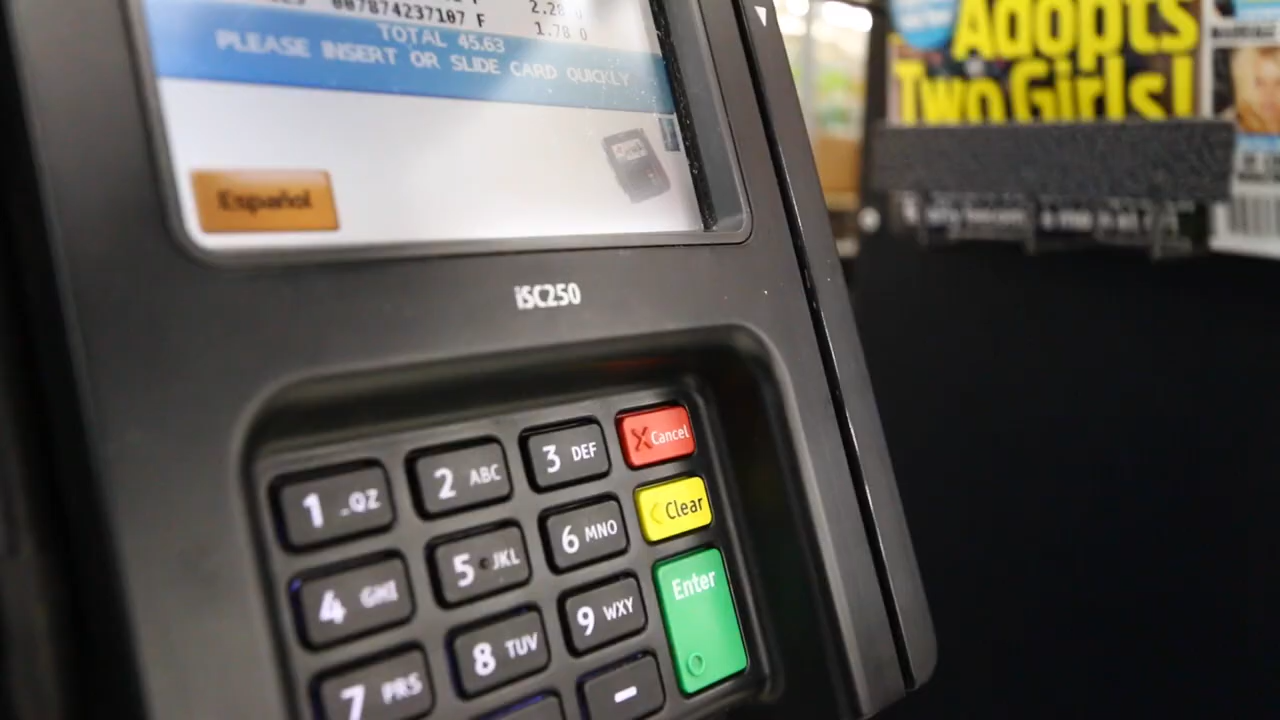 007874237107 F 2.28 0
1.78 0
TOTAL 45.63
PLEASE INSERT OR SLIDE CARD QUICKLY
Español
iSC250
1 .QZ
2 ABC
3 DEF
X Cancel
4 GHI
5 JKL
6 MNO
< Clear
7 PRS
8 TUV
9 WXY
Enter
O
-
Adopts
Two Girls!